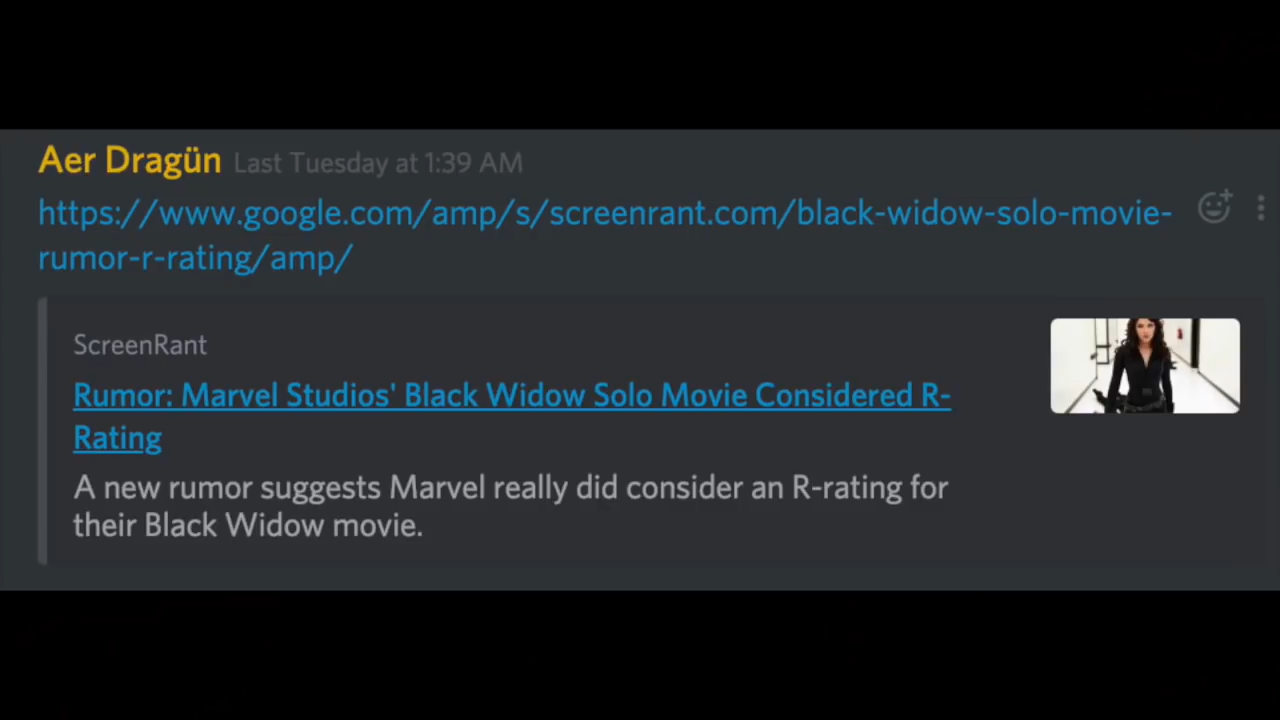 Aer Dragün Last Tuesday at 1:39 AM
https://www.google.com/amp/s/screenrant.com/black-widow-solo-movie-
rumor-r-rating/amp/
ScreenRant
Rumor: Marvel Studios' Black Widow Solo Movie Considered R-
Rating
A new rumor suggests Marvel really did consider an R-rating for
their Black Widow movie.